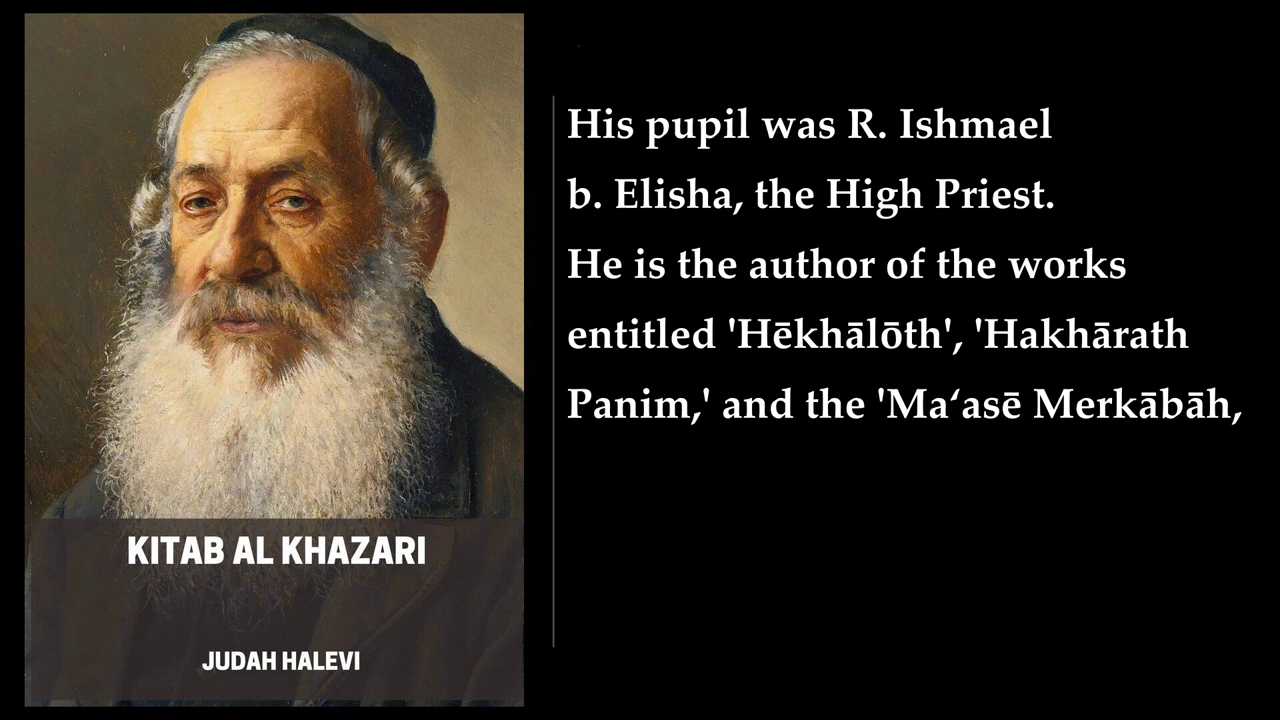 KITAB AL KHAZARI
JUDAH HALEVI
His pupil was R. Ishmael
b. Elisha, the High Priest.
He is the author of the works
entitled 'Hēkhālōth', 'Hakhārath
Panim,' and the 'Ma‘asē Merkābāh,